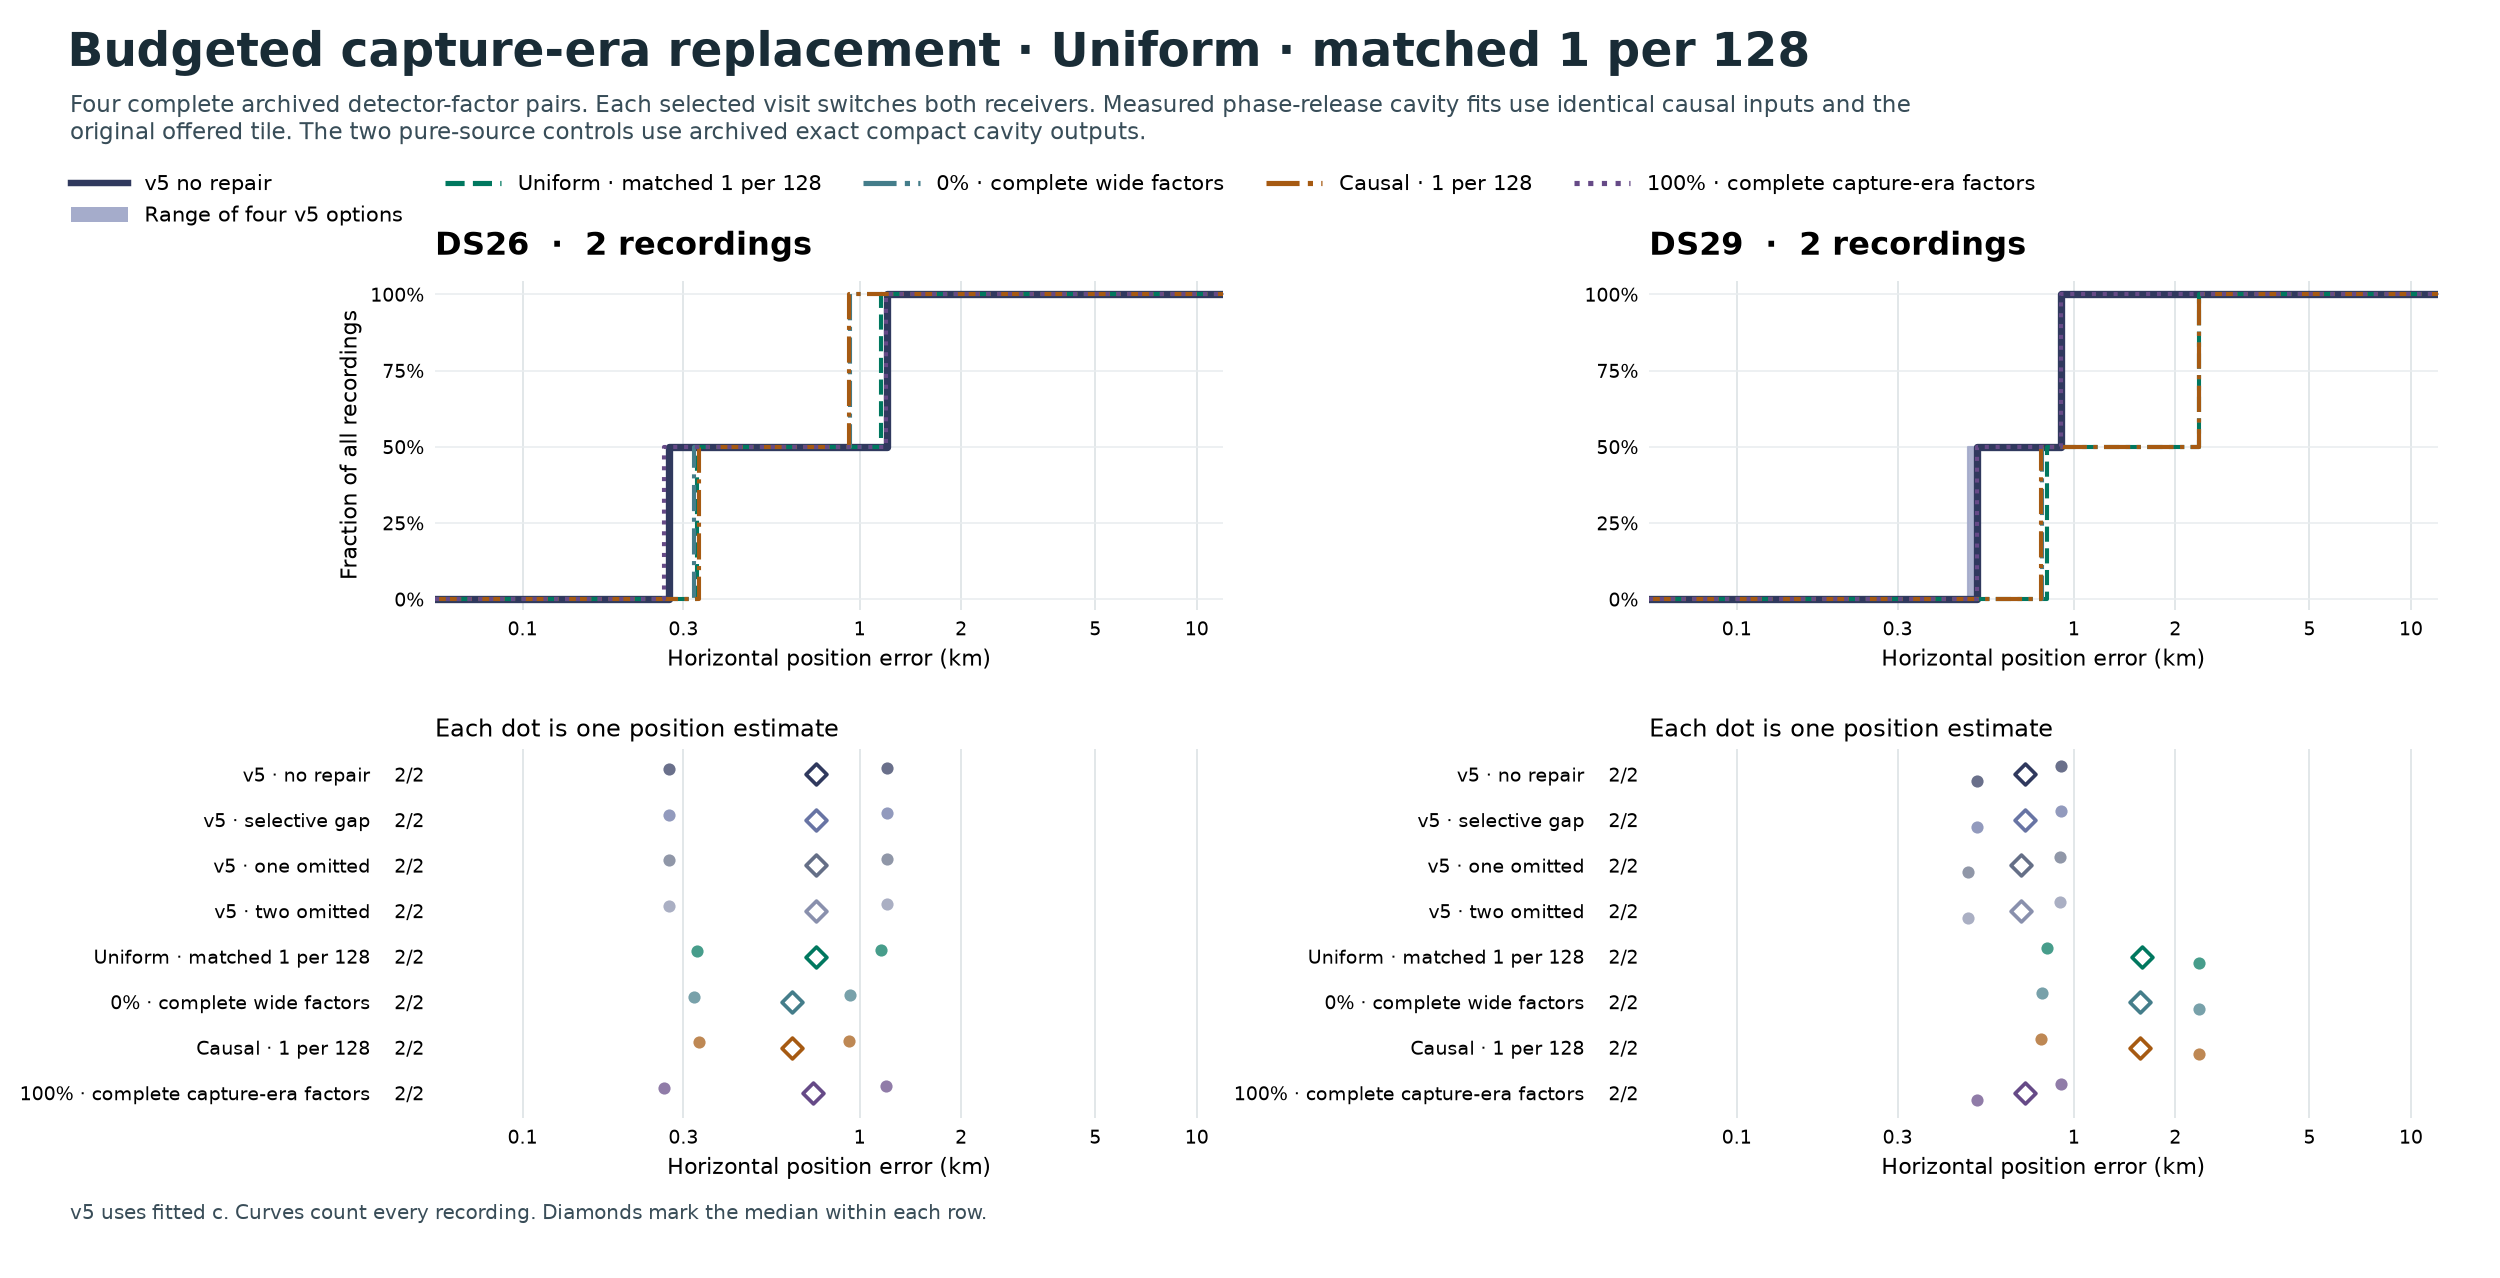 Budgeted capture-era replacement · Uniform · matched 1 per 128
Four complete archived detector-factor pairs. Each selected visit switches both receivers. Measured phase-release cavity fits use identical causal inputs and the
original offered tile. The two pure-source controls use archived exact compact cavity outputs.
v5 no repair
Uniform · matched 1 per 128
0% · complete wide factors
Causal · 1 per 128
100% · complete capture-era factors
Range of four v5 options
DS26 · 2 recordings
Fraction of all recordings
100%
75%
50%
25%
0%
0.1 0.3 1 2 5 10
Horizontal position error (km)
DS29 · 2 recordings
100%
75%
50%
25%
0%
0.1 0.3 1 2 5 10
Horizontal position error (km)
Each dot is one position estimate
v5 · no repair 2/2
v5 · selective gap 2/2
v5 · one omitted 2/2
v5 · two omitted 2/2
Uniform · matched 1 per 128 2/2
0% · complete wide factors 2/2
Causal · 1 per 128 2/2
100% · complete capture-era factors 2/2
0.1 0.3 1 2 5 10
Horizontal position error (km)
Each dot is one position estimate
v5 · no repair 2/2
v5 · selective gap 2/2
v5 · one omitted 2/2
v5 · two omitted 2/2
Uniform · matched 1 per 128 2/2
0% · complete wide factors 2/2
Causal · 1 per 128 2/2
100% · complete capture-era factors 2/2
0.1 0.3 1 2 5 10
Horizontal position error (km)
v5 uses fitted c. Curves count every recording. Diamonds mark the median within each row.